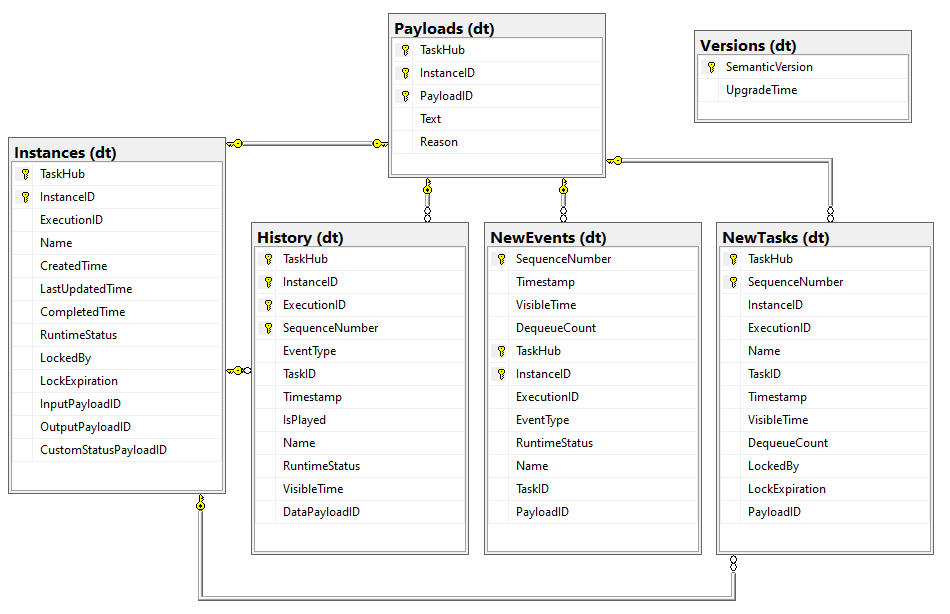 Payloads (dt)
TaskHub
InstanceID
PayloadID
Text
Reason
Versions (dt)
SemanticVersion
UpgradeTime
Instances (dt)
TaskHub
InstanceID
ExecutionID
Name
CreatedTime
LastUpdatedTime
CompletedTime
RuntimeStatus
LockedBy
LockExpiration
InputPayloadID
OutputPayloadID
CustomStatusPayloadID
History (dt)
TaskHub
InstanceID
ExecutionID
SequenceNumber
EventType
TaskID
Timestamp
IsPlayed
Name
RuntimeStatus
VisibleTime
DataPayloadID
NewEvents (dt)
SequenceNumber
Timestamp
VisibleTime
DequeueCount
TaskHub
InstanceID
ExecutionID
EventType
RuntimeStatus
Name
TaskID
PayloadID
NewTasks (dt)
TaskHub
SequenceNumber
InstanceID
ExecutionID
Name
TaskID
Timestamp
VisibleTime
DequeueCount
LockedBy
LockExpiration
PayloadID